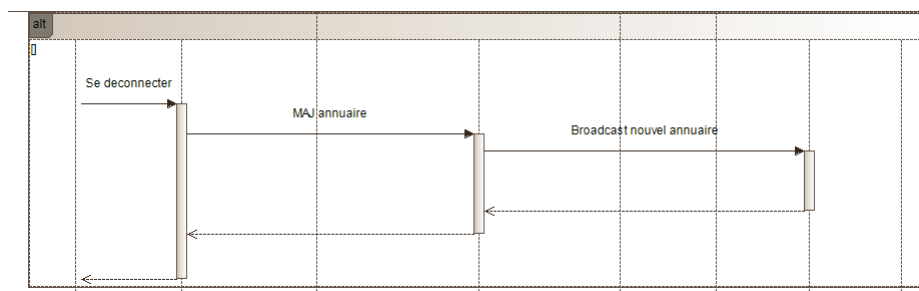 alt
[]
Se deconnecter
MAJ annuaire
Broadcast nouvel annuaire